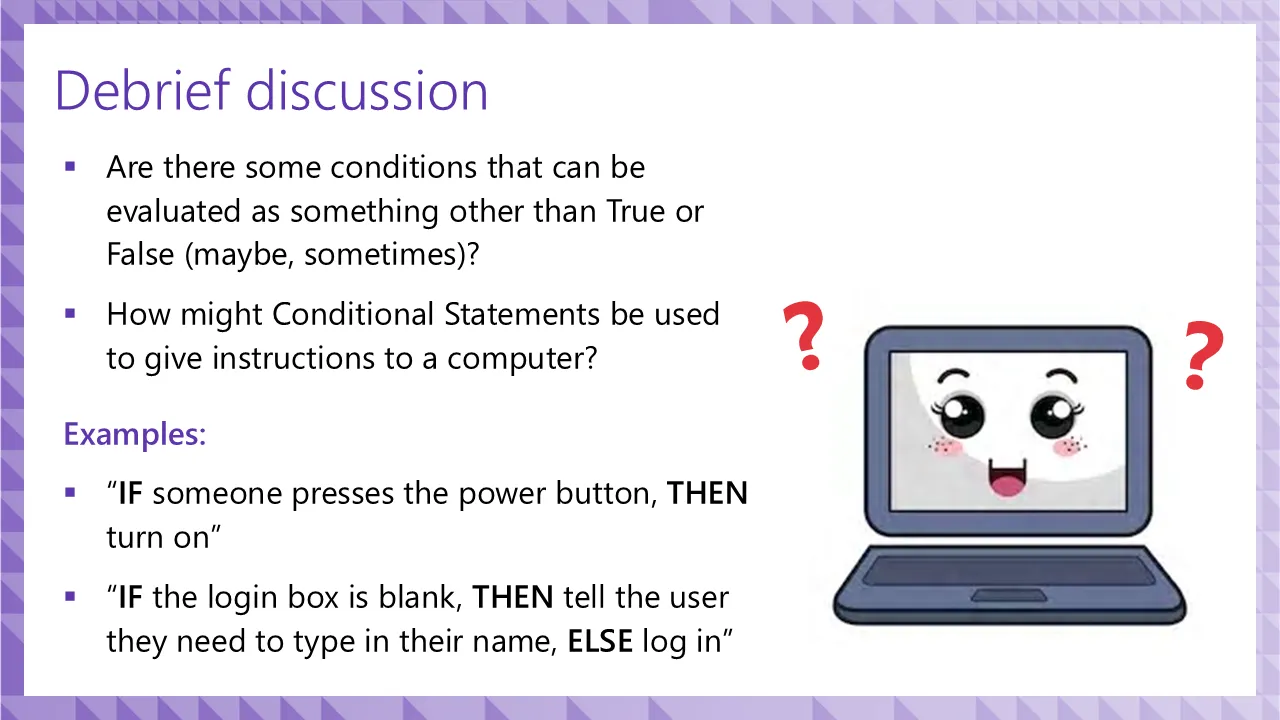 Debrief discussion
▪ Are there some conditions that can be
evaluated as something other than True or
False (maybe, sometimes)?
▪ How might Conditional Statements be used
to give instructions to a computer?
Examples:
▪ “IF someone presses the power button, THEN
turn on”
▪ “IF the login box is blank, THEN tell the user
they need to type in their name, ELSE log in”
? ?